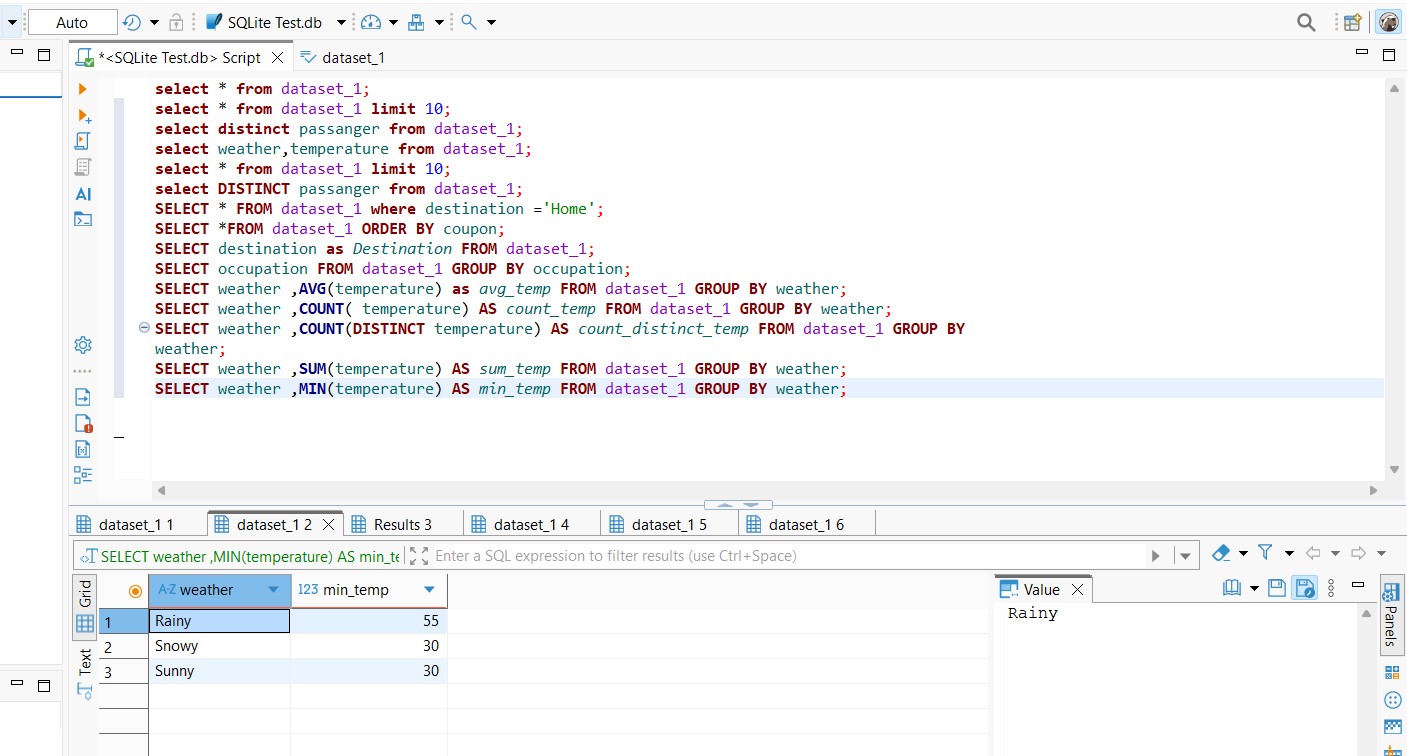 Auto
SQLite Test.db
*<SQLite Test.db> Script
dataset_1
select * from dataset_1;
select * from dataset_1 limit 10;
select distinct passanger from dataset_1;
select weather,temperature from dataset_1;
select * from dataset_1 limit 10;
select DISTINCT passanger from dataset_1;
SELECT * FROM dataset_1 where destination ='Home';
SELECT *FROM dataset_1 ORDER BY coupon;
SELECT destination as Destination FROM dataset_1;
SELECT occupation FROM dataset_1 GROUP BY occupation;
SELECT weather ,AVG(temperature) as avg_temp FROM dataset_1 GROUP BY weather;
SELECT weather ,COUNT( temperature) AS count_temp FROM dataset_1 GROUP BY weather;
SELECT weather ,COUNT(DISTINCT temperature) AS count_distinct_temp FROM dataset_1 GROUP BY
weather;
SELECT weather ,SUM(temperature) AS sum_temp FROM dataset_1 GROUP BY weather;
SELECT weather ,MIN(temperature) AS min_temp FROM dataset_1 GROUP BY weather;
AI
dataset_1 1
dataset_1 2
Results 3
dataset_1 4
dataset_1 5
dataset_1 6
SELECT weather ,MIN(temperature) AS min_te
Enter a SQL expression to filter results (use Ctrl+Space)
Grid
Text
A-Z weather 123 min_temp
1 Rainy 55
2 Snowy 30
3 Sunny 30
Value
Rainy
Panels